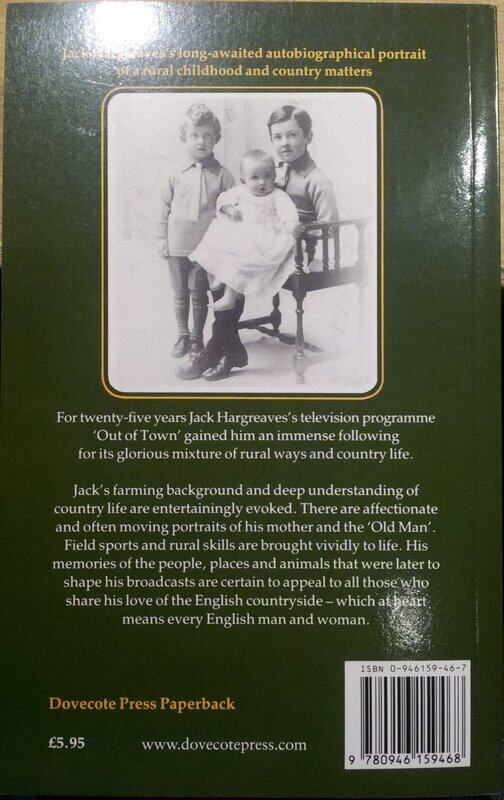 Jack Hargreaves's long-awaited autobiographical portrait
of a rural childhood and country matters
For twenty-five years Jack Hargreaves's television programme
'Out of Town' gained him an immense following
for its glorious mixture of rural ways and country life.
Jack's farming background and deep understanding of
country life are entertainingly evoked. There are affectionate
and often moving portraits of his mother and the 'Old Man'.
Field sports and rural skills are brought vividly to life. His
memories of the people, places and animals that were later to
shape his broadcasts are certain to appeal to all those who
share his love of the English countryside – which at heart
means every English man and woman.
ISBN 0-946159-46-7
Dovecote Press Paperback
£5.95 www.dovecotepress.com
9 780946 159468